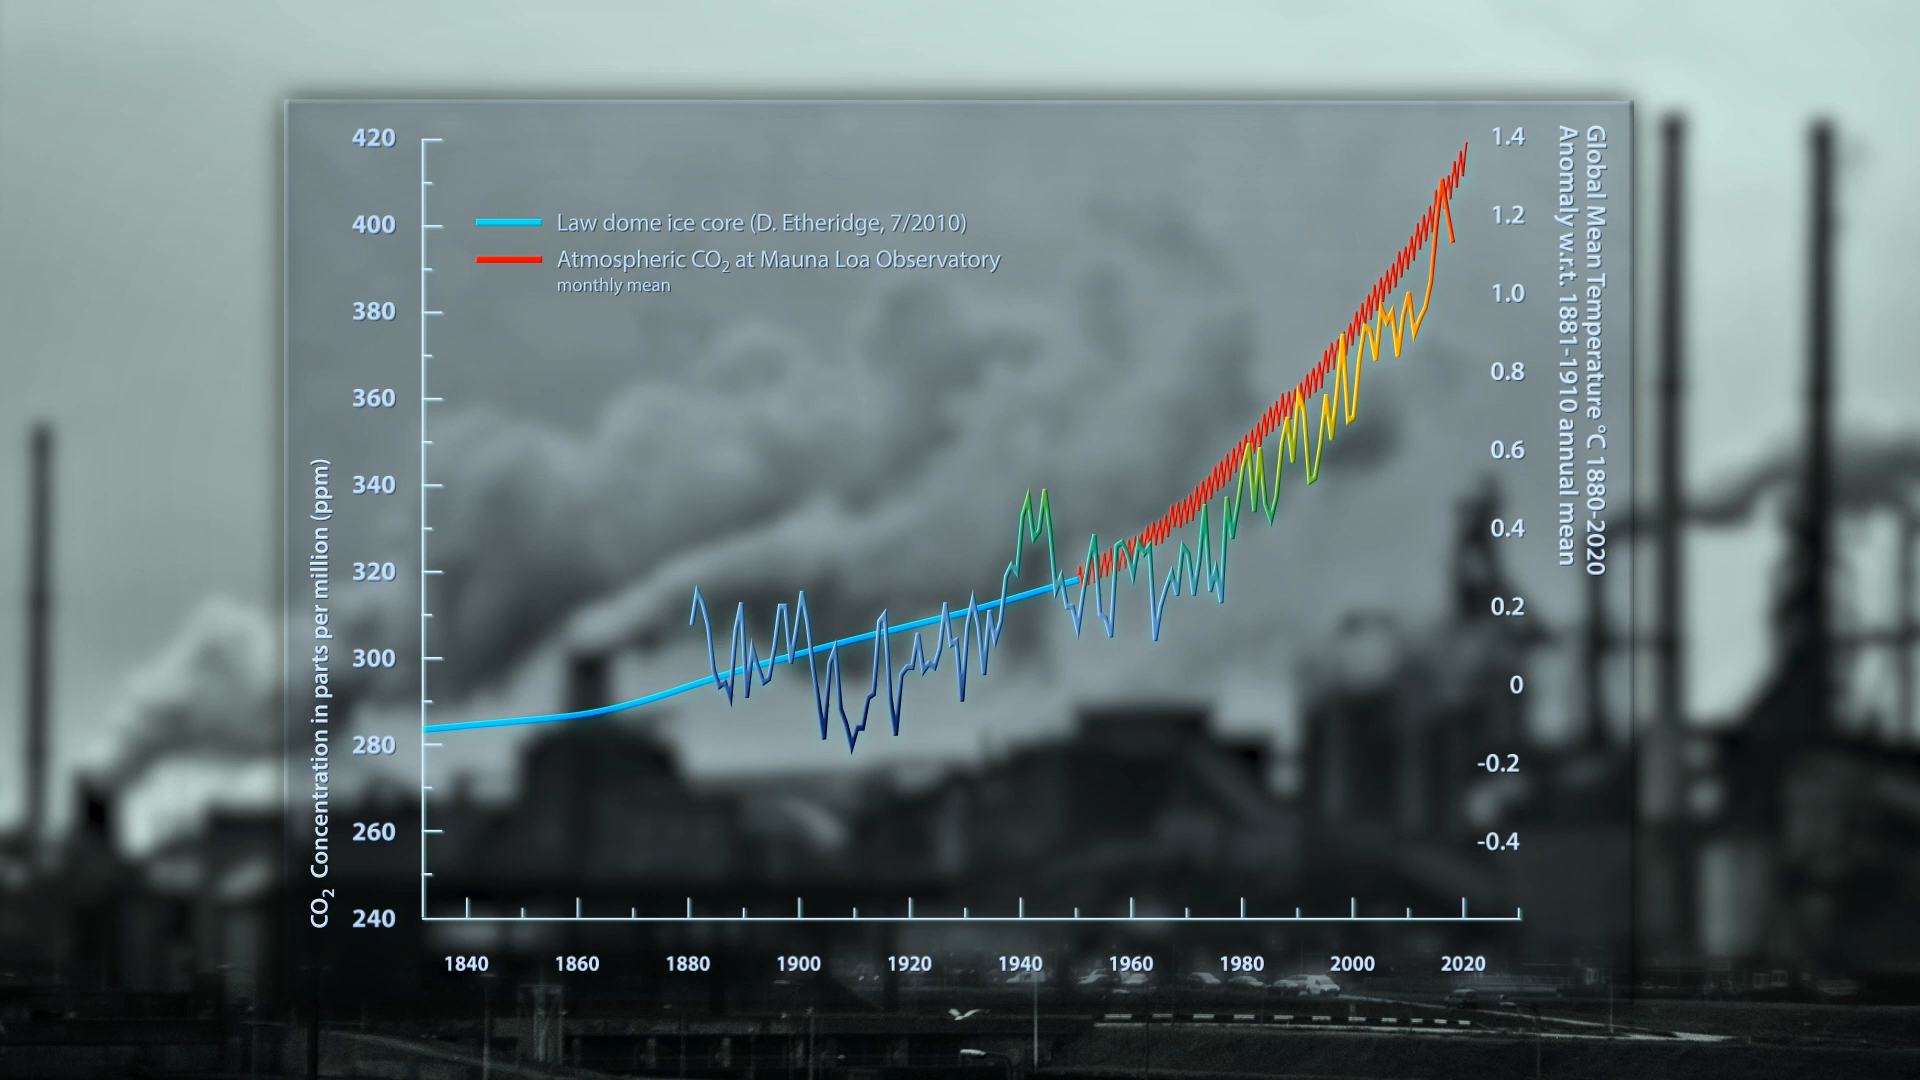 420
400
380
360
340
320
300
280
260
240
CO₂ Concentration in parts per million (ppm)
Law dome ice core (D. Etheridge, 7/2010)
Atmospheric CO₂ at Mauna Loa Observatory
monthly mean
1.4
1.2
1.0
0.8
0.6
0.4
0.2
0
-0.2
-0.4
Global Mean Temperature °C 1880-2020
Anomaly w.r.t. 1881-1910 annual mean
1840 1860 1880 1900 1920 1940 1960 1980 2000 2020